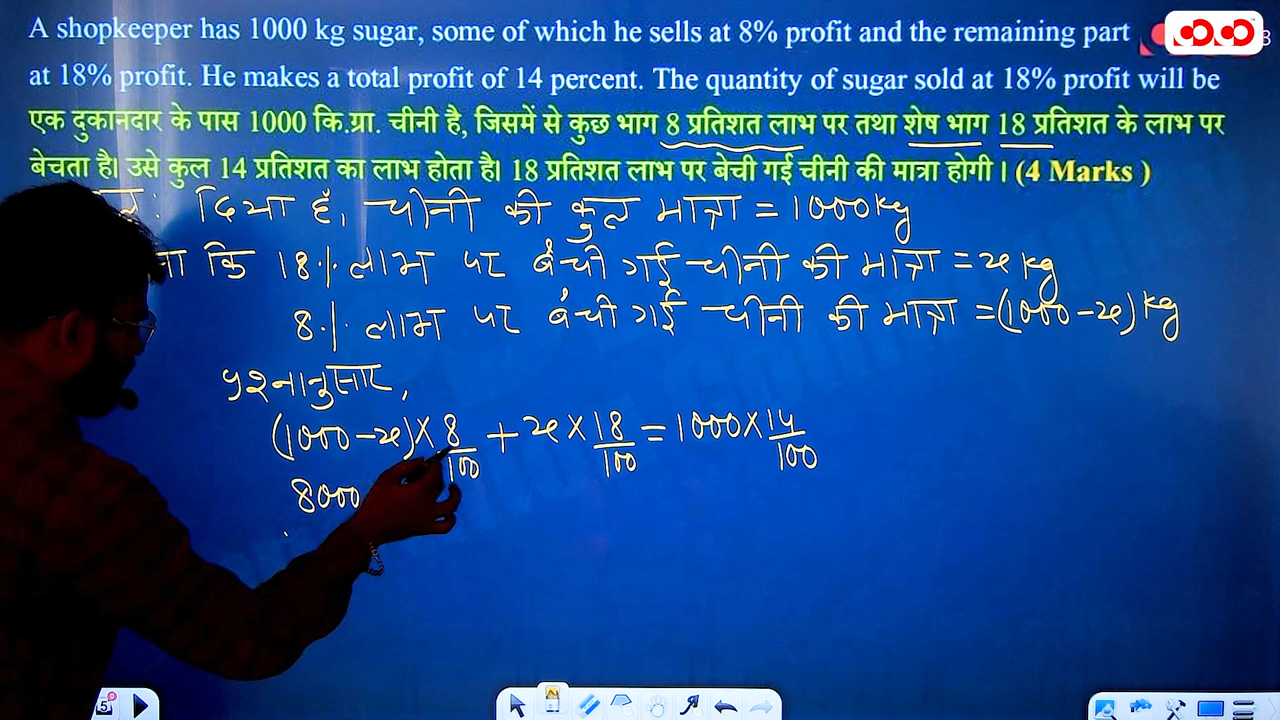 A shopkeeper has 1000 kg sugar, some of which he sells at 8% profit and the remaining part
at 18% profit. He makes a total profit of 14 percent. The quantity of sugar sold at 18% profit will be
एक दुकानदार के पास 1000 कि.ग्रा. चीनी है, जिसमें से कुछ भाग 8 प्रतिशत लाभ पर तथा शेष भाग 18 प्रतिशत के लाभ पर
बेचता है। उसे कुल 14 प्रतिशत का लाभ होता है। 18 प्रतिशत लाभ पर बेची गई चीनी की मात्रा होगी । (4 Marks )
: दिया है, चीनी की कुल मात्रा = 1000kg
कि 18% लाभ पर बेची गई चीनी की मात्रा = x kg
8% लाभ पर बेची गई चीनी की मात्रा =(1000-x) kg
प्रश्नानुसार,
(1000-x)×8/100 + x×18/100 = 1000×14/100
8000